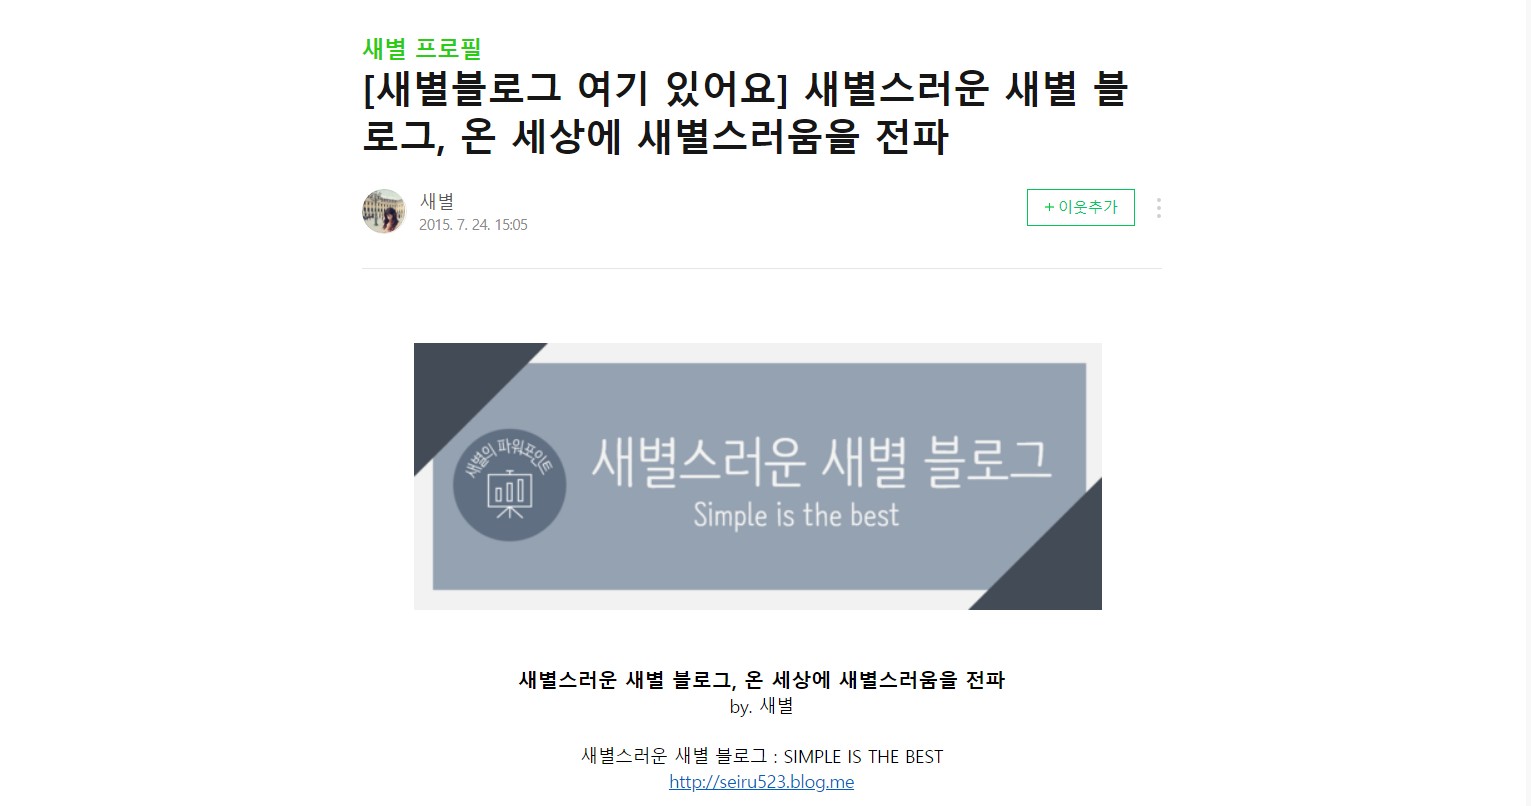 새별 프로필
[새별블로그 여기 있어요] 새별스러운 새별 블
로그, 온 세상에 새별스러움을 전파
새별
2015. 7. 24. 15:05
+ 이웃추가
새별의 파워포인트
새별스러운 새별 블로그
Simple is the best
새별스러운 새별 블로그, 온 세상에 새별스러움을 전파
by. 새별
새별스러운 새별 블로그 : SIMPLE IS THE BEST
http://seiru523.blog.me